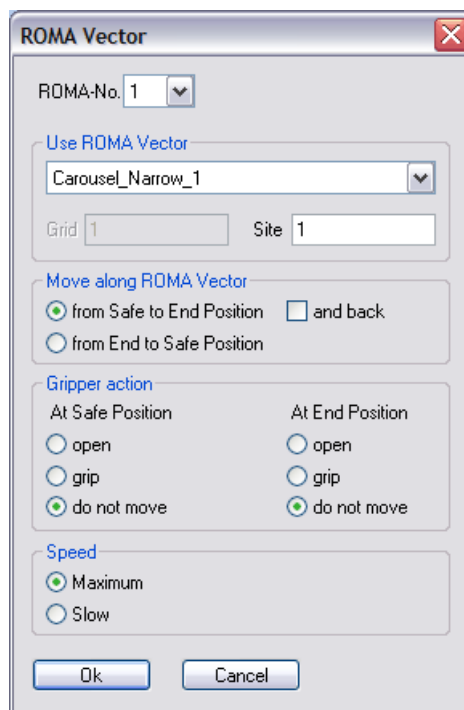 ROMA Vector
ROMA-No. 1
Use ROMA Vector
Carousel_Narrow_1
Grid 1 Site 1
Move along ROMA Vector
from Safe to End Position and back
from End to Safe Position
Gripper action
At Safe Position At End Position
open open
grip grip
do not move do not move
Speed
Maximum
Slow
Ok Cancel